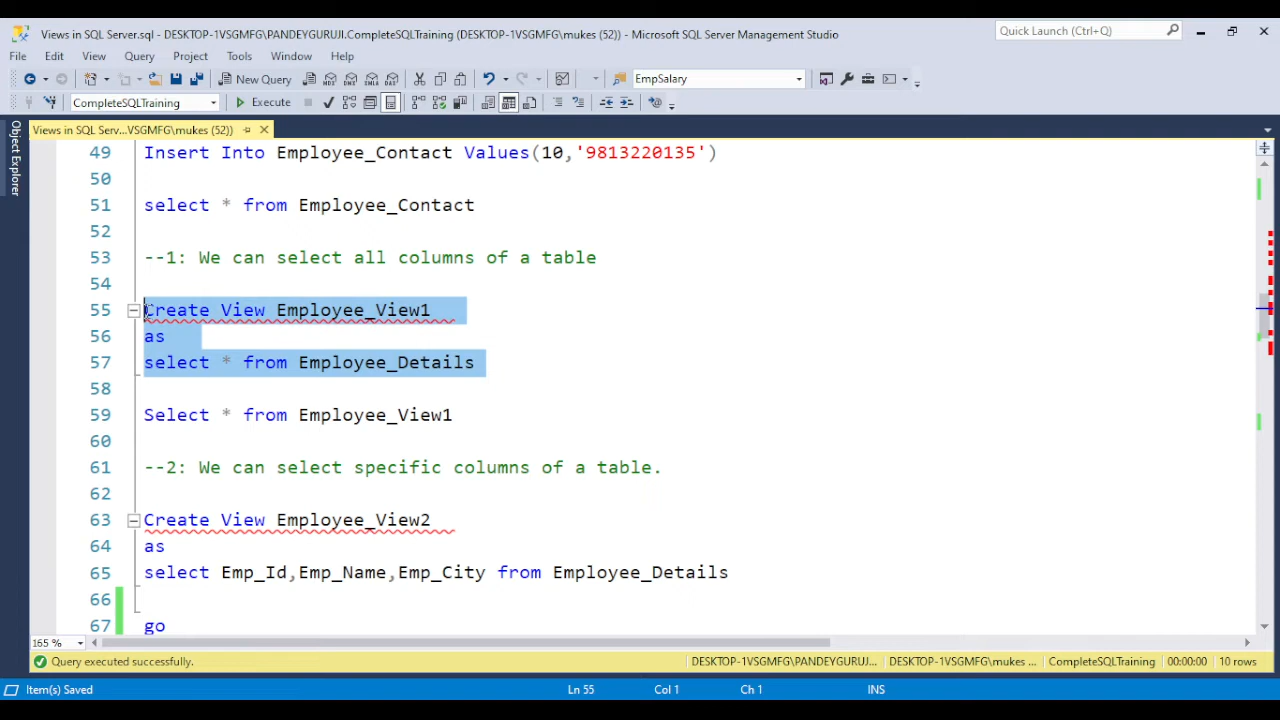 Views in SQL Server.sql - DESKTOP-1VSGMFG\PANDEYGURUJI.CompleteSQLTraining (DESKTOP-1VSGMFG\mukes (52)) - Microsoft SQL Server Management Studio
Quick Launch (Ctrl+Q)
File Edit View Query Project Tools Window Help
New Query EmpSalary
CompleteSQLTraining Execute
Object Explorer
Views in SQL Serv...VSGMFG\mukes (52))
49 Insert Into Employee_Contact Values(10,'9813220135')
50
51 select * from Employee_Contact
52
53 --1: We can select all columns of a table
54
55 Create View Employee_View1
56 as
57 select * from Employee_Details
58
59 Select * from Employee_View1
60
61 --2: We can select specific columns of a table.
62
63 Create View Employee_View2
64 as
65 select Emp_Id,Emp_Name,Emp_City from Employee_Details
66
67 go
165 %
Query executed successfully. DESKTOP-1VSGMFG\PANDEYGURUJ... DESKTOP-1VSGMFG\mukes ... CompleteSQLTraining 00:00:00 10 rows
Item(s) Saved Ln 55 Col 1 Ch 1 INS